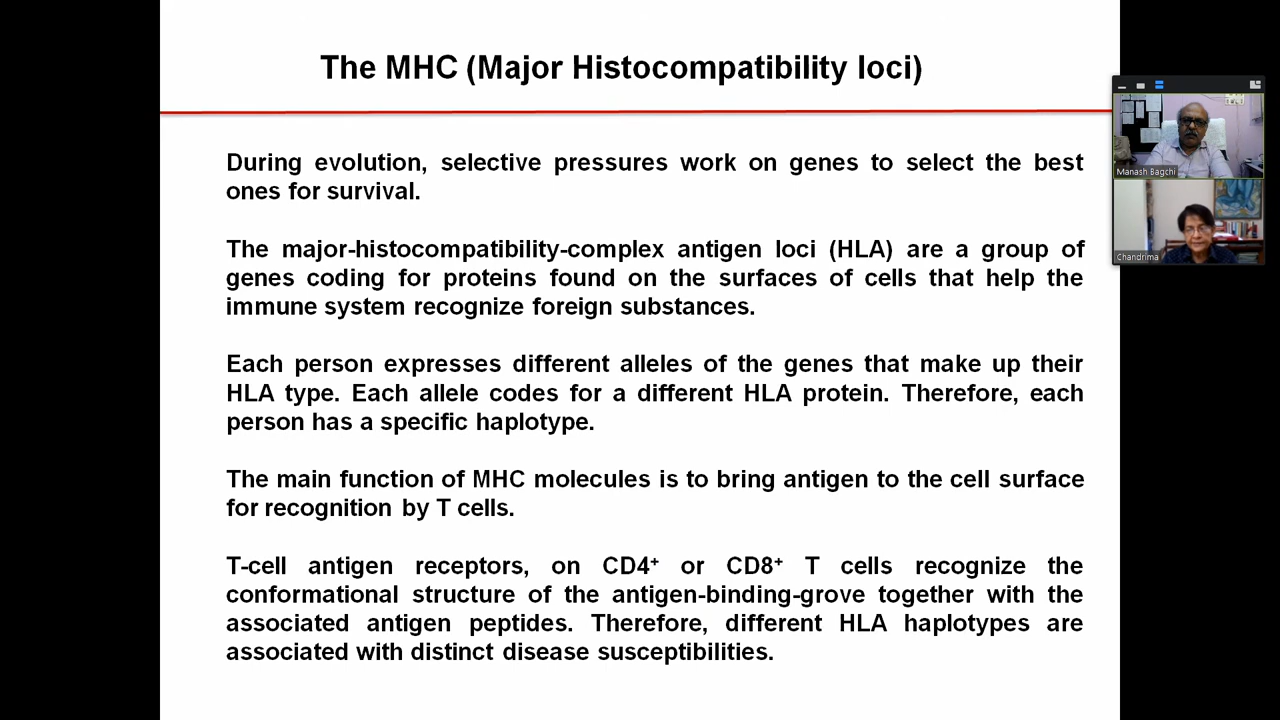 The MHC (Major Histocompatibility loci)
During evolution, selective pressures work on genes to select the best
ones for survival.
The major-histocompatibility-complex antigen loci (HLA) are a group of
genes coding for proteins found on the surfaces of cells that help the
immune system recognize foreign substances.
Each person expresses different alleles of the genes that make up their
HLA type. Each allele codes for a different HLA protein. Therefore, each
person has a specific haplotype.
The main function of MHC molecules is to bring antigen to the cell surface
for recognition by T cells.
T-cell antigen receptors, on CD4⁺ or CD8⁺ T cells recognize the
conformational structure of the antigen-binding-grove together with the
associated antigen peptides. Therefore, different HLA haplotypes are
associated with distinct disease susceptibilities.
Manash Bagchi
Chandrima